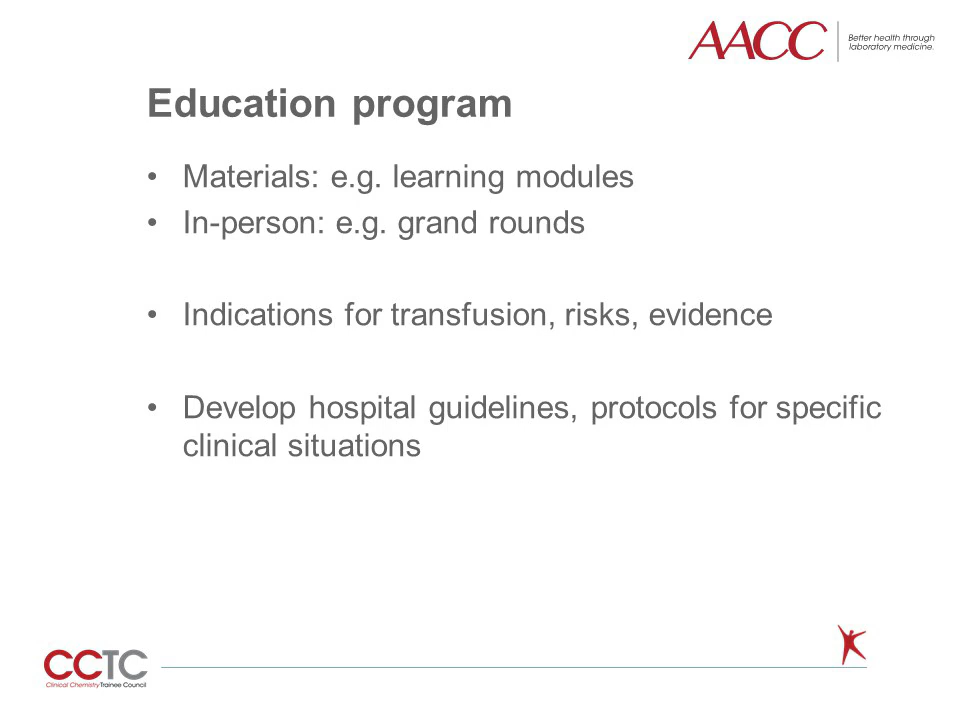 AACC
Better health through
laboratory medicine.
Education program
• Materials: e.g. learning modules
• In-person: e.g. grand rounds
• Indications for transfusion, risks, evidence
• Develop hospital guidelines, protocols for specific
clinical situations
CCTC
Clinical Chemistry Trainee Council